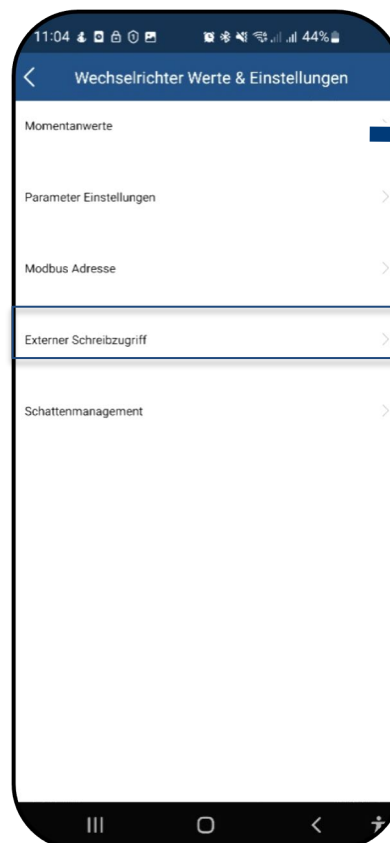 11:04 44%
Wechselrichter Werte & Einstellungen
Momentanwerte
Parameter Einstellungen
Modbus Adresse
Externer Schreibzugriff
Schattenmanagement